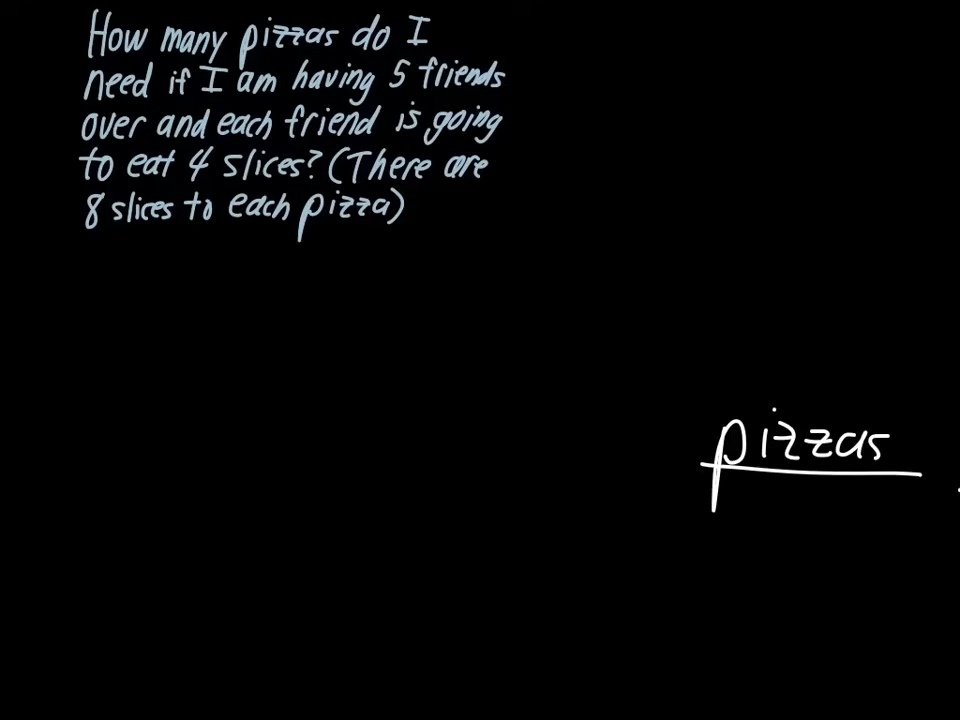 How many pizzas do I
need if I am having 5 friends
over and each friend is going
to eat 4 slices? (There are
8 slices to each pizza)
pizzas